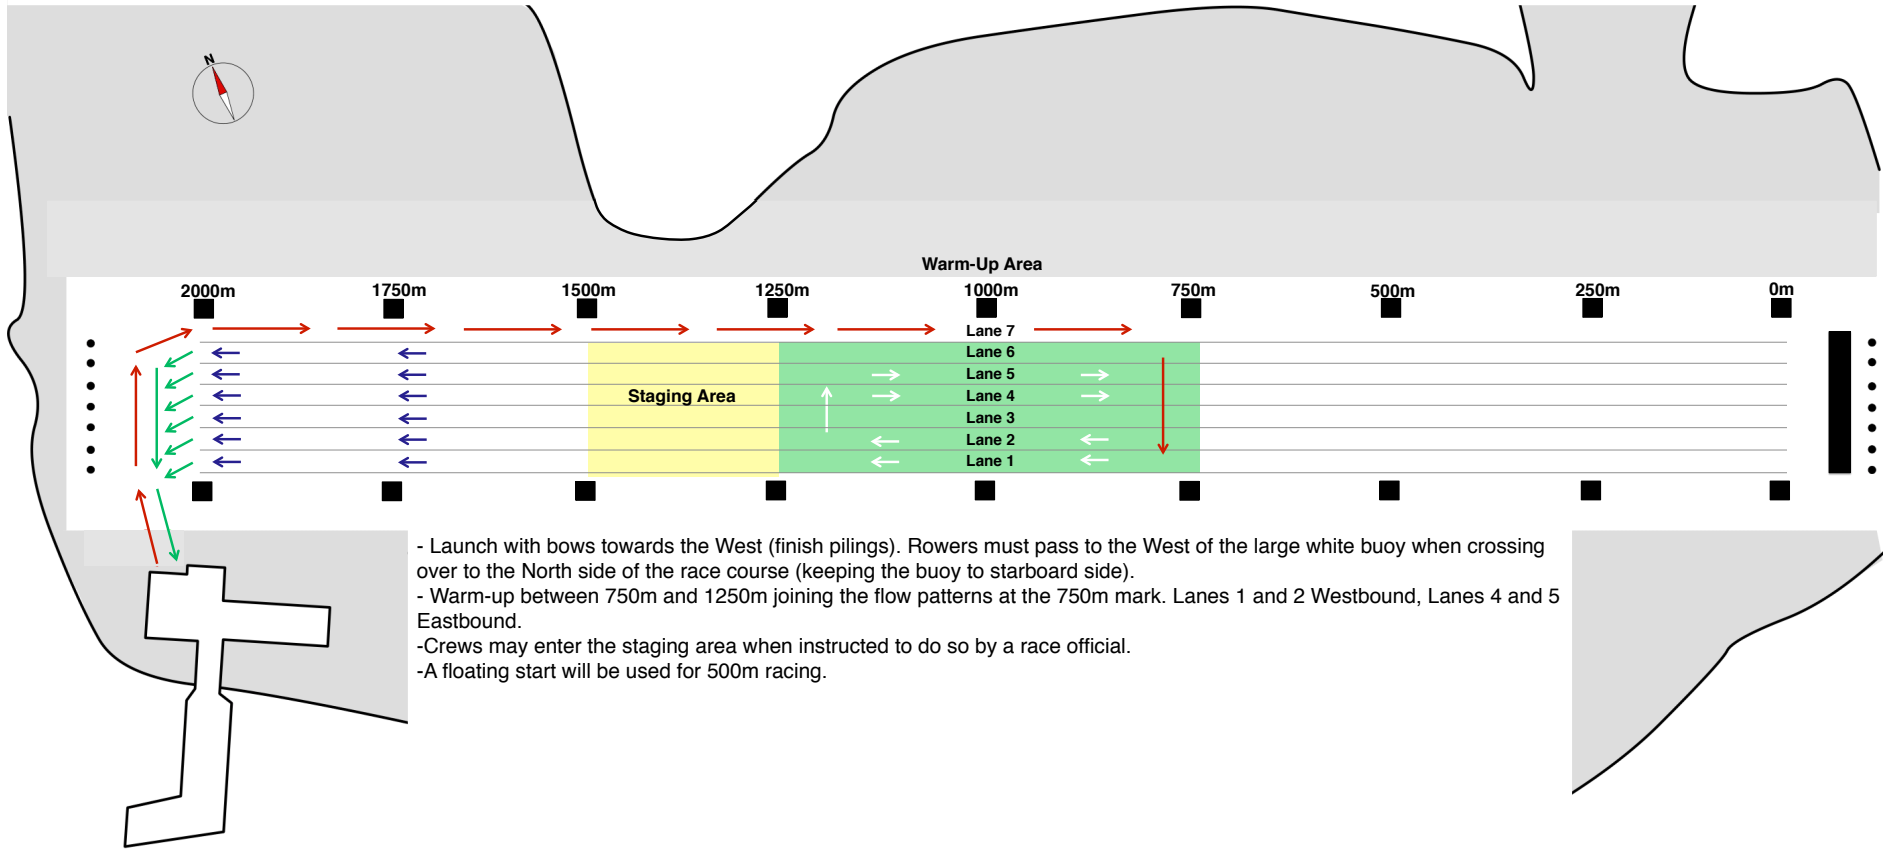 N
Warm-Up Area
2000m 1750m 1500m 1250m 1000m 750m 500m 250m 0m
Lane 7
Lane 6
Lane 5
Staging Area Lane 4
Lane 3
Lane 2
Lane 1
- Launch with bows towards the West (finish pilings). Rowers must pass to the West of the large white buoy when crossing
over to the North side of the race course (keeping the buoy to starboard side).
- Warm-up between 750m and 1250m joining the flow patterns at the 750m mark. Lanes 1 and 2 Westbound, Lanes 4 and 5
Eastbound.
-Crews may enter the staging area when instructed to do so by a race official.
-A floating start will be used for 500m racing.